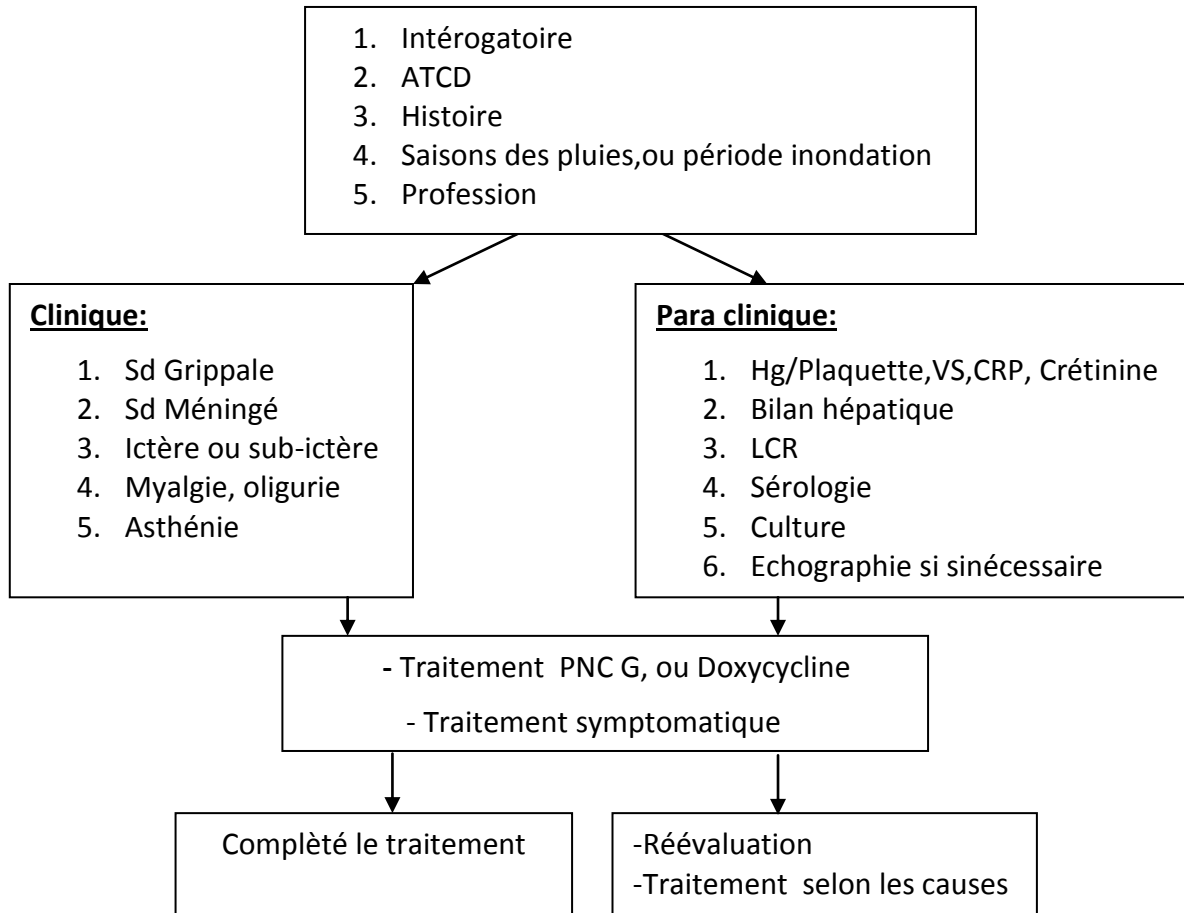 1. Intérogatoire
2. ATCD
3. Histoire
4. Saisons des pluies,ou période inondation
5. Profession
Clinique:
1. Sd Grippale
2. Sd Méningé
3. Ictère ou sub-ictère
4. Myalgie, oligurie
5. Asthénie
Para clinique:
1. Hg/Plaquette,VS,CRP, Crétinine
2. Bilan hépatique
3. LCR
4. Sérologie
5. Culture
6. Echographie si sinécessaire
- Traitement PNC G, ou Doxycycline
- Traitement symptomatique
Complèté le traitement
-Réévaluation
-Traitement selon les causes